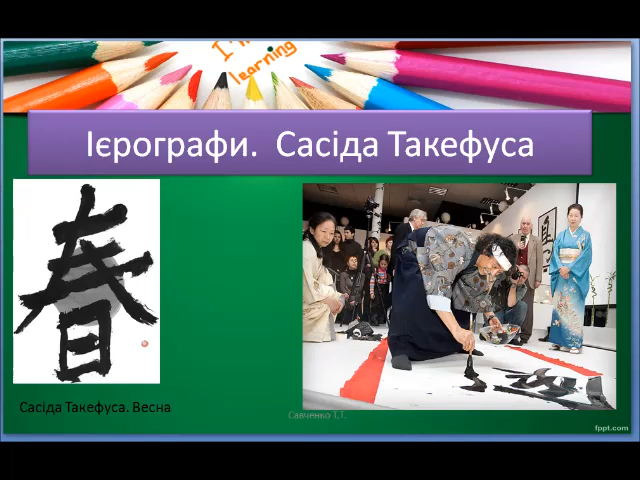 I'm
learning
Ієрографи. Сасіда Такефуса
春
Сасіда Такефуса. Весна
Савченко Т.Т.
fppt.com